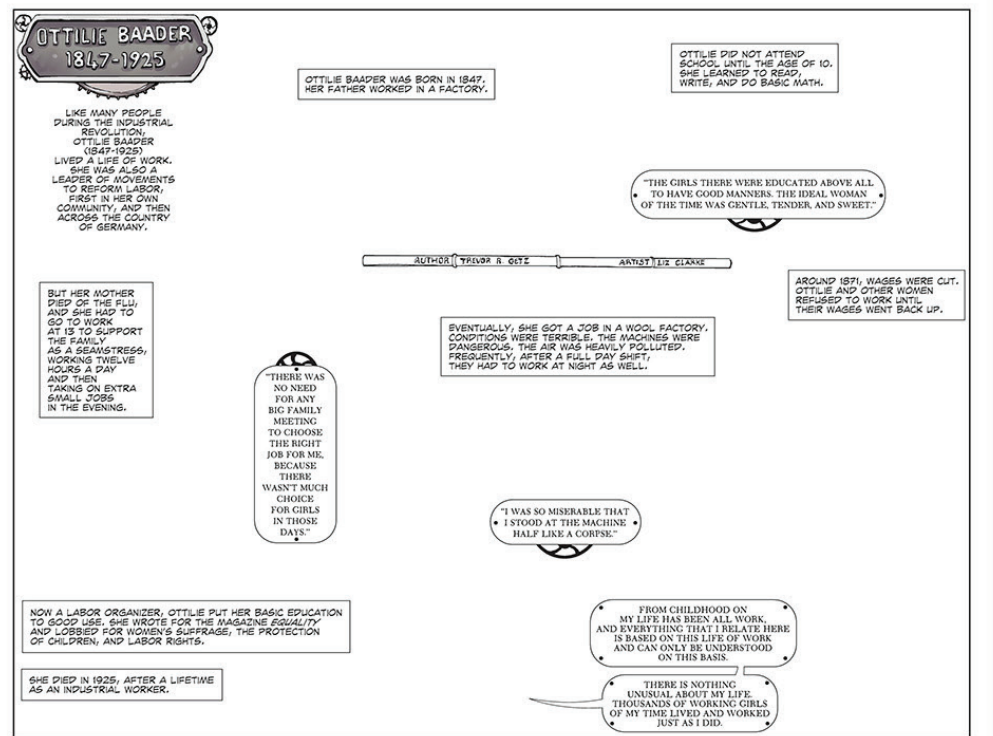 OTTILIE BAADER
1847-1925
LIKE MANY PEOPLE
DURING THE INDUSTRIAL
REVOLUTION,
OTTILIE BAADER
(1847-1925)
LIVED A LIFE OF WORK.
SHE WAS ALSO A
LEADER OF MOVEMENTS
TO REFORM LABOR,
FIRST IN HER OWN
COMMUNITY, AND THEN
ACROSS THE COUNTRY
OF GERMANY.
OTTILIE BAADER WAS BORN IN 1847.
HER FATHER WORKED IN A FACTORY.
OTTILIE DID NOT ATTEND
SCHOOL UNTIL THE AGE OF 10.
SHE LEARNED TO READ,
WRITE, AND DO BASIC MATH.
"THE GIRLS THERE WERE EDUCATED ABOVE ALL
TO HAVE GOOD MANNERS. THE IDEAL WOMAN
OF THE TIME WAS GENTLE, TENDER, AND SWEET."
AUTHOR TREVOR R. GETZ ARTIST LIZ CLARKE
BUT HER MOTHER
DIED OF THE FLU,
AND SHE HAD TO
GO TO WORK
AT 13 TO SUPPORT
THE FAMILY
AS A SEAMSTRESS,
WORKING TWELVE
HOURS A DAY
AND THEN
TAKING ON EXTRA
SMALL JOBS
IN THE EVENING.
"THERE WAS
NO NEED
FOR ANY
BIG FAMILY
MEETING
TO CHOOSE
THE RIGHT
JOB FOR ME,
BECAUSE
THERE
WASN'T MUCH
CHOICE
FOR GIRLS
IN THOSE
DAYS."
EVENTUALLY, SHE GOT A JOB IN A WOOL FACTORY.
CONDITIONS WERE TERRIBLE. THE MACHINES WERE
DANGEROUS. THE AIR WAS HEAVILY POLLUTED.
FREQUENTLY, AFTER A FULL DAY SHIFT,
THEY HAD TO WORK AT NIGHT AS WELL.
"I WAS SO MISERABLE THAT
I STOOD AT THE MACHINE
HALF LIKE A CORPSE."
AROUND 1871, WAGES WERE CUT.
OTTILIE AND OTHER WOMEN
REFUSED TO WORK UNTIL
THEIR WAGES WENT BACK UP.
NOW A LABOR ORGANIZER, OTTILIE PUT HER BASIC EDUCATION
TO GOOD USE. SHE WROTE FOR THE MAGAZINE EQUALITY
AND LOBBIED FOR WOMEN'S SUFFRAGE, THE PROTECTION
OF CHILDREN, AND LABOR RIGHTS.
SHE DIED IN 1925, AFTER A LIFETIME
AS AN INDUSTRIAL WORKER.
FROM CHILDHOOD ON
MY LIFE HAS BEEN ALL WORK,
AND EVERYTHING THAT I RELATE HERE
IS BASED ON THIS LIFE OF WORK
AND CAN ONLY BE UNDERSTOOD
ON THIS BASIS.
THERE IS NOTHING
UNUSUAL ABOUT MY LIFE.
THOUSANDS OF WORKING GIRLS
OF MY TIME LIVED AND WORKED
JUST AS I DID.